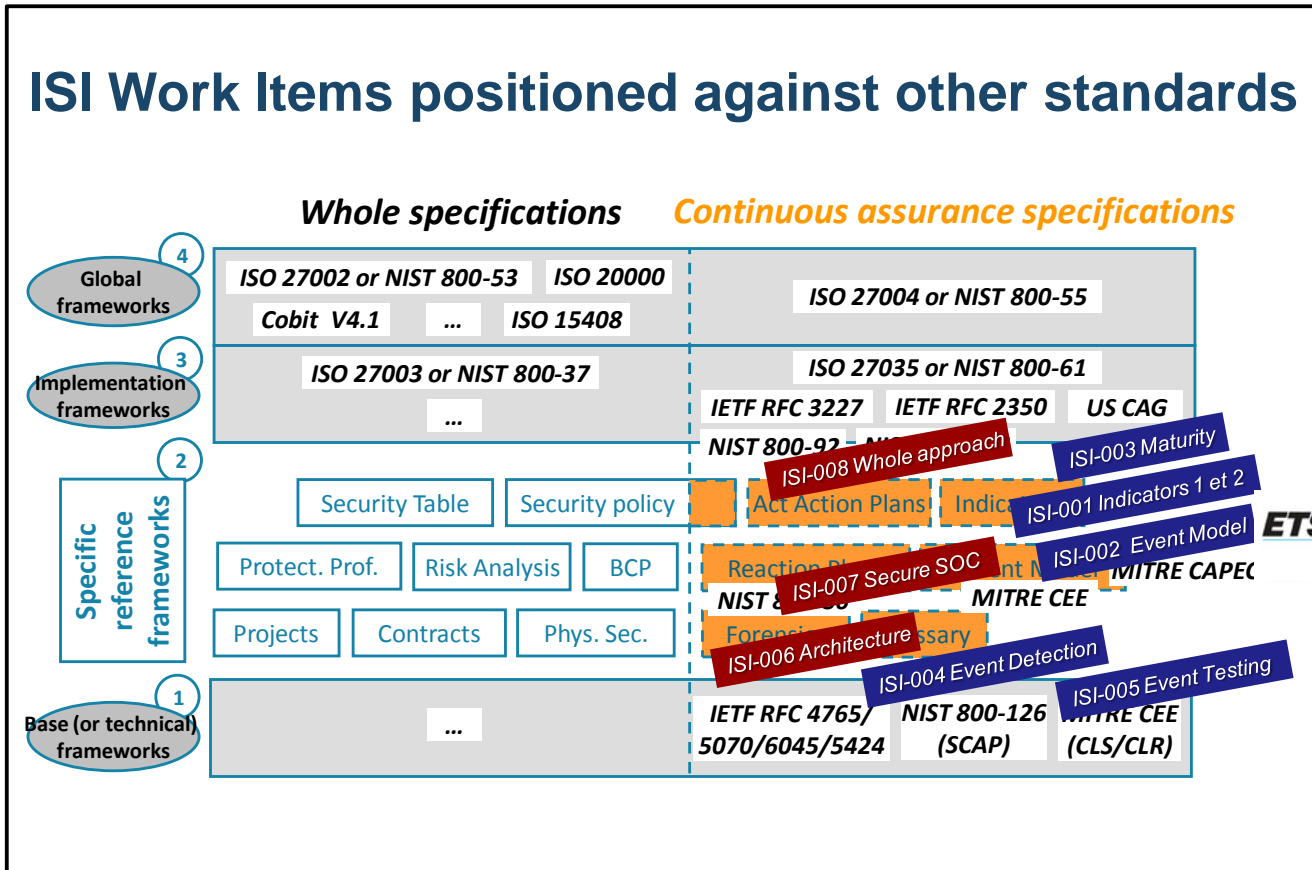 ISI Work Items positioned against other standards
Whole specifications
Continuous assurance specifications
4
Global
frameworks
ISO 27002 or NIST 800-53
ISO 20000
Cobit V4.1
...
ISO 15408
ISO 27004 or NIST 800-55
3
Implementation
frameworks
ISO 27003 or NIST 800-37
...
ISO 27035 or NIST 800-61
IETF RFC 3227
IETF RFC 2350
US CAG
NIST 800-92
ISI-008 Whole approach
ISI-003 Maturity
2
Specific
reference
frameworks
Security Table
Security policy
Act Action Plans
ISI-001 Indicators 1 et 2
Protect. Prof.
Risk Analysis
BCP
Reaction
ISI-007 Secure SOC
ISI-002 Event Model
MITRE CAPEC
NIST
MITRE CEE
Projects
Contracts
Phys. Sec.
ISI-006 Architecture
ISI-004 Event Detection
ISI-005 Event Testing
1
Base (or technical)
frameworks
...
IETF RFC 4765/
5070/6045/5424
NIST 800-126
(SCAP)
MITRE CEE
(CLS/CLR)